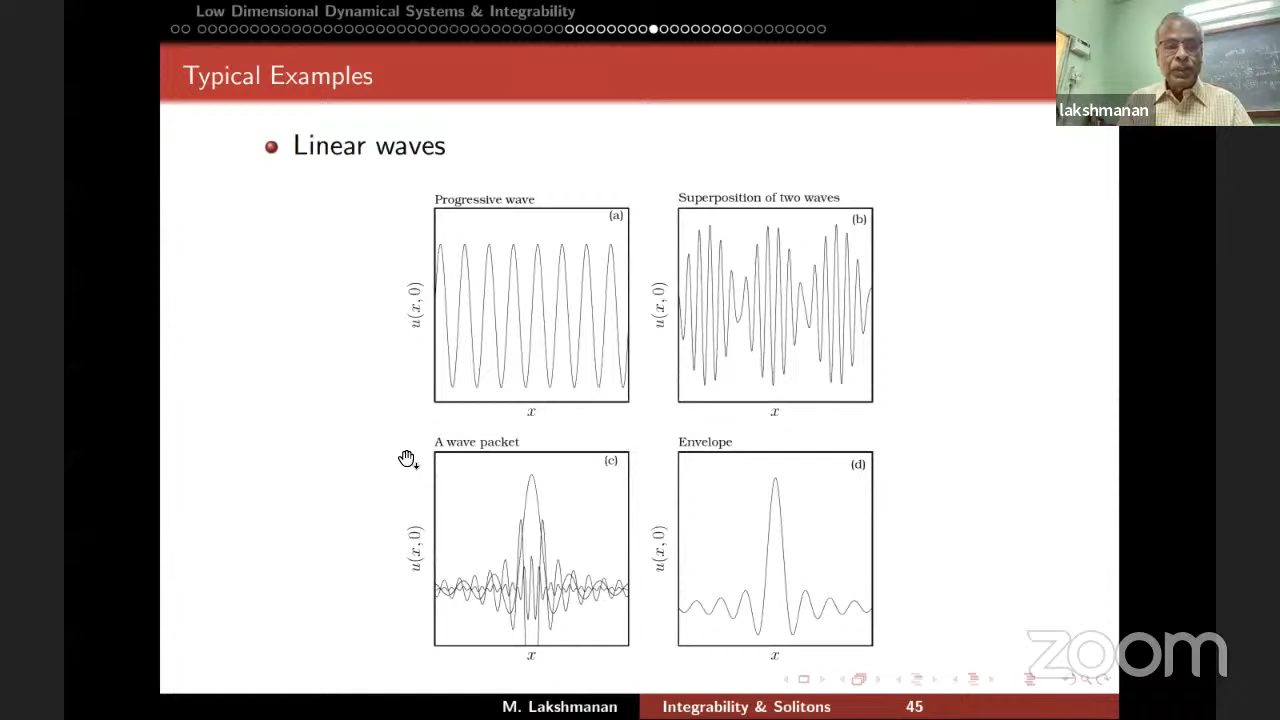 Low Dimensional Dynamical Systems & Integrability
Typical Examples
lakshmanan
Linear waves
Progressive wave
(a)
u(x, 0)
x
Superposition of two waves
(b)
u(x, 0)
x
A wave packet
(c)
u(x, 0)
x
Envelope
(d)
u(x, 0)
x
zoom
M. Lakshmanan
Integrability & Solitons
45